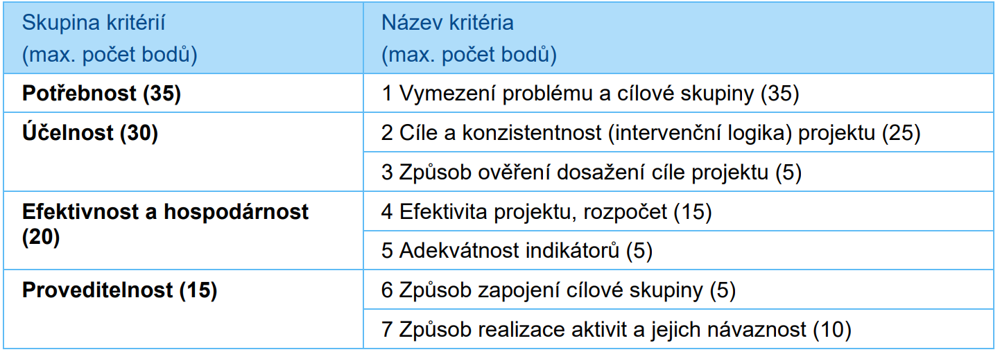 Skupina kritérií
(max. počet bodů)
Název kritéria
(max. počet bodů)
Potřebnost (35)
1 Vymezení problému a cílové skupiny (35)
Účelnost (30)
2 Cíle a konzistentnost (intervenční logika) projektu (25)
3 Způsob ověření dosažení cíle projektu (5)
Efektivnost a hospodárnost
(20)
4 Efektivita projektu, rozpočet (15)
5 Adekvátnost indikátorů (5)
Proveditelnost (15)
6 Způsob zapojení cílové skupiny (5)
7 Způsob realizace aktivit a jejich návaznost (10)